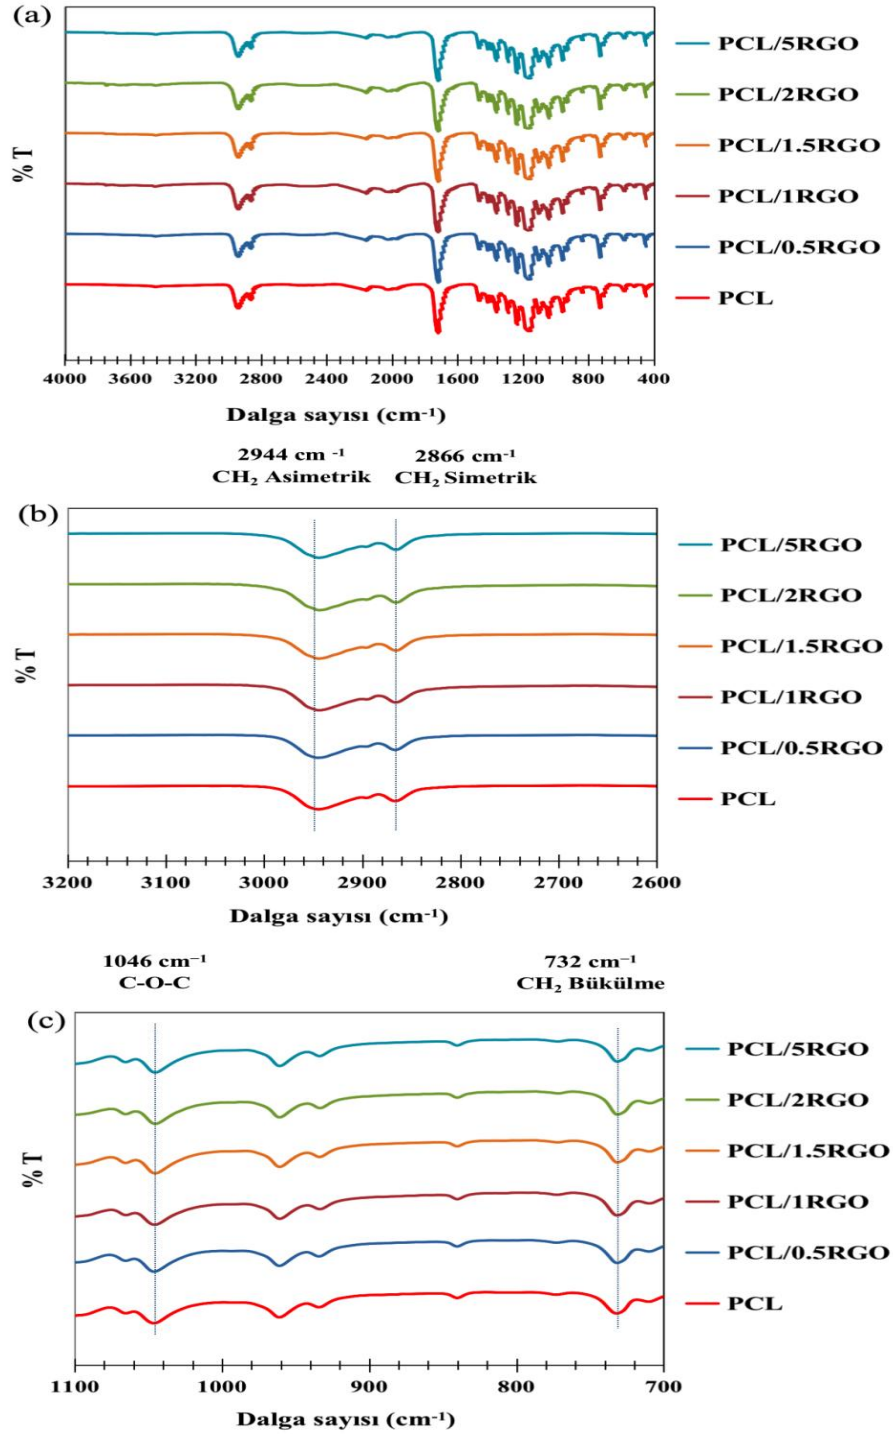 (a)
PCL/5RGO
PCL/2RGO
PCL/1.5RGO
PCL/1RGO
PCL/0.5RGO
PCL
%T
4000 3600 3200 2800 2400 2000 1600 1200 800 400
Dalga sayısı (cm⁻¹)
2944 cm ⁻¹ 2866 cm⁻¹
CH₂ Asimetrik CH₂ Simetrik
(b)
PCL/5RGO
PCL/2RGO
PCL/1.5RGO
PCL/1RGO
PCL/0.5RGO
PCL
%T
3200 3100 3000 2900 2800 2700 2600
Dalga sayısı (cm⁻¹)
1046 cm⁻¹ 732 cm⁻¹
C-O-C CH₂ Bükülme
(c)
PCL/5RGO
PCL/2RGO
PCL/1.5RGO
PCL/1RGO
PCL/0.5RGO
PCL
%T
1100 1000 900 800 700
Dalga sayısı (cm⁻¹)